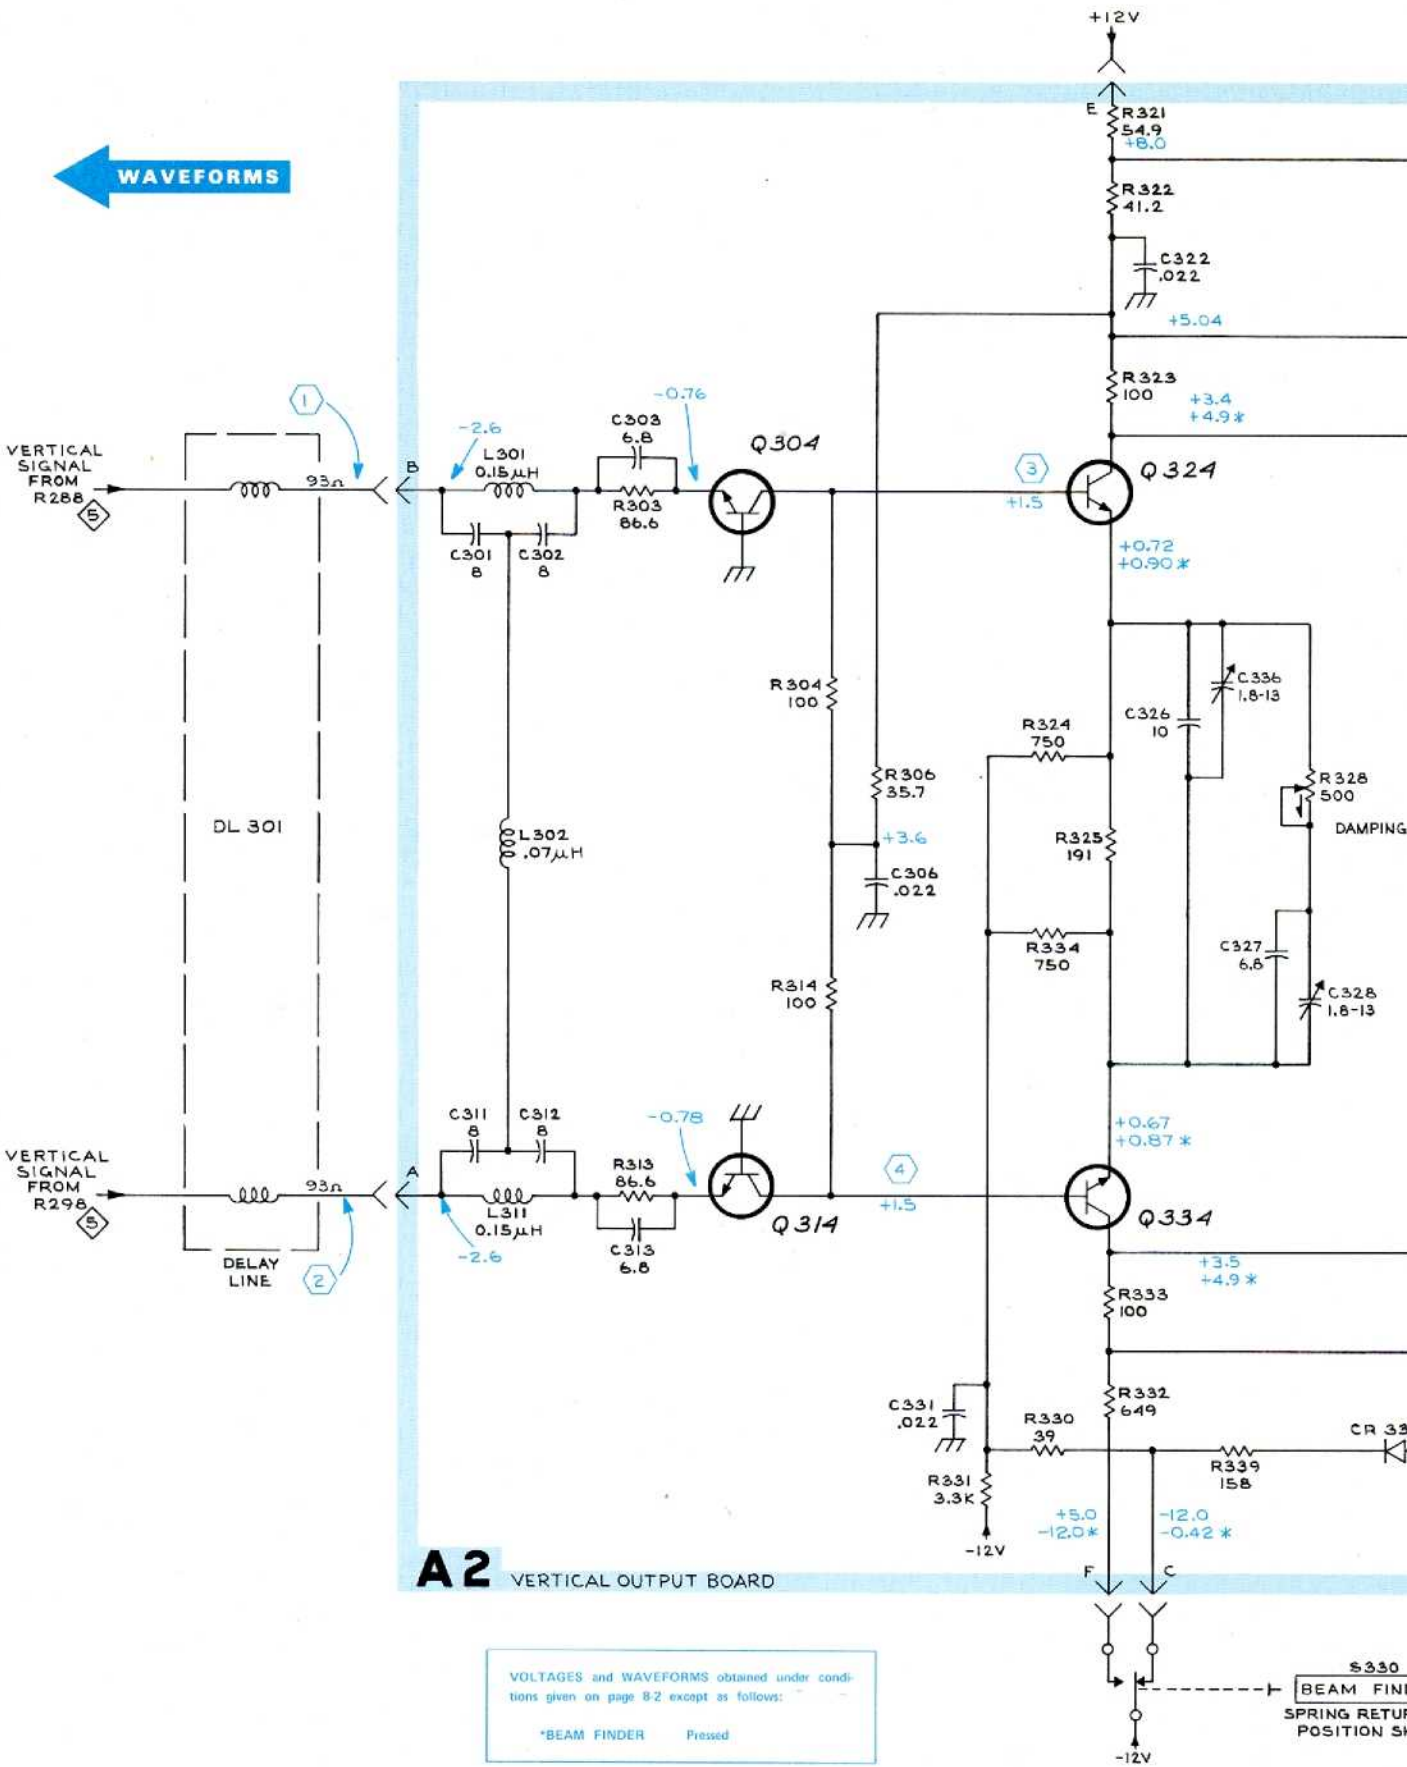 +12V
E
R321
54.9
+8.0
WAVEFORMS
R322
41.2
C322
.022
+5.04
R323
100
+3.4
+4.9*
1
-0.76
C303
6.8
-2.6
L301
0.15µH
Q304
3
Q324
VERTICAL
SIGNAL
FROM
R288
5
93Ω
B
R303
86.6
+1.5
C301
8
C302
8
+0.72
+0.90*
R304
100
C336
1.8-13
C326
10
R324
750
R306
35.7
R328
500
DL 301
L302
.07µH
+3.6
R325
191
DAMPING
C306
.022
R334
750
C327
6.8
R314
100
C328
1.8-13
C311
8
C312
8
-0.78
+0.67
+0.87*
VERTICAL
SIGNAL
FROM
R298
5
93Ω
A
R313
86.6
4
L311
0.15µH
Q314
+1.5
Q334
DELAY
LINE
2
-2.6
C313
6.8
+3.5
+4.9*
R333
100
R332
649
C331
.022
R330
39
CR 33
R339
158
R331
3.3K
+5.0
-12.0*
-12.0
-0.42*
-12V
A2 VERTICAL OUTPUT BOARD
F
C
VOLTAGES and WAVEFORMS obtained under condi-
tions given on page 8-2 except as follows:
*BEAM FINDER Pressed
S330
BEAM FIN
SPRING RETU
POSITION S
-12V